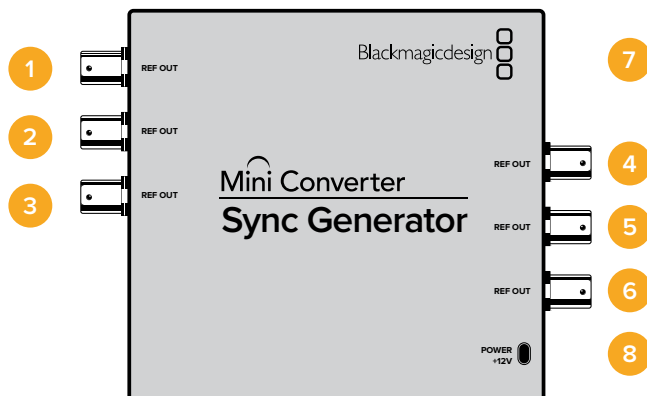 1
REF OUT
Blackmagicdesign
7
2
REF OUT
REF OUT
4
3
REF OUT
Mini Converter
Sync Generator
REF OUT
5
REF OUT
6
POWER
+12V
8